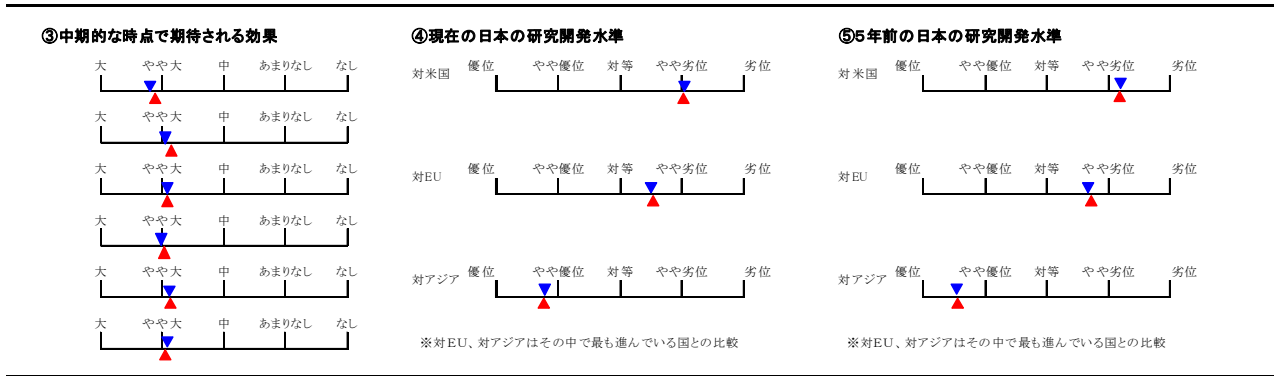 ③中期的な時点で期待される効果
大 やや大 中 あまりなし なし
大 やや大 中 あまりなし なし
大 やや大 中 あまりなし なし
大 やや大 中 あまりなし なし
大 やや大 中 あまりなし なし
大 やや大 中 あまりなし なし
④現在の日本の研究開発水準
対米国 優位 やや優位 対等 やや劣位 劣位
対EU 優位 やや優位 対等 やや劣位 劣位
対アジア 優位 やや優位 対等 やや劣位 劣位
※対EU、対アジアはその中で最も進んでいる国との比較
⑤5年前の日本の研究開発水準
対米国 優位 やや優位 対等 やや劣位 劣位
対EU 優位 やや優位 対等 やや劣位 劣位
対アジア 優位 やや優位 対等 やや劣位 劣位
※対EU、対アジアはその中で最も進んでいる国との比較